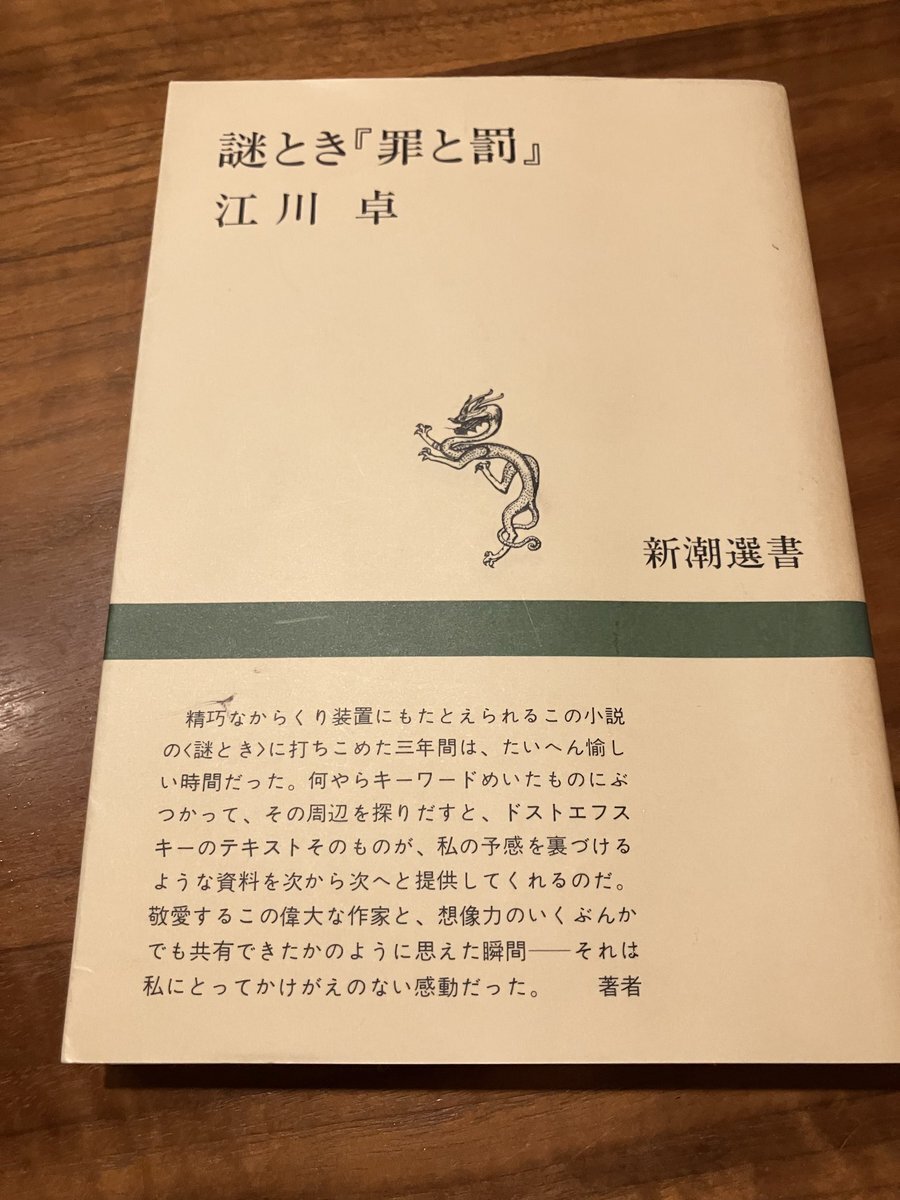 謎とき『罪と罰』
江川 卓
新潮選書
精巧なからくり装置にもたとえられるこの小説
の〈謎とき〉に打ちこめた三年間は、たいへん愉し
い時間だった。何やらキーワードめいたものにぶ
つかって、その周辺を探りだすと、ドストエフス
キーのテキストそのものが、私の予感を裏づける
ような資料を次から次へと提供してくれるのだ。
敬愛するこの偉大な作家と、想像力のいくぶんか
でも共有できたかのように思えた瞬間——それは
私にとってかけがえのない感動だった。 著者